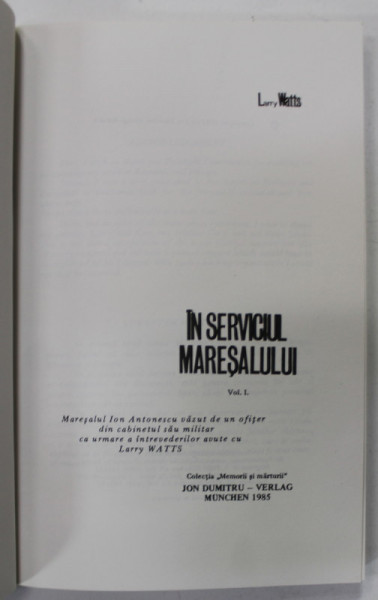 Larry Watts
ÎN SERVICIUL
MAREŞALULUI
Vol. I.
Mareşalul Ion Antonescu văzut de un ofiţer
din cabinetul său militar
ca urmare a întrevederilor avute cu
Larry WATTS
Colecţia „Memorii şi mărturii”
JON DUMITRU – VERLAG
MUNCHEN 1985